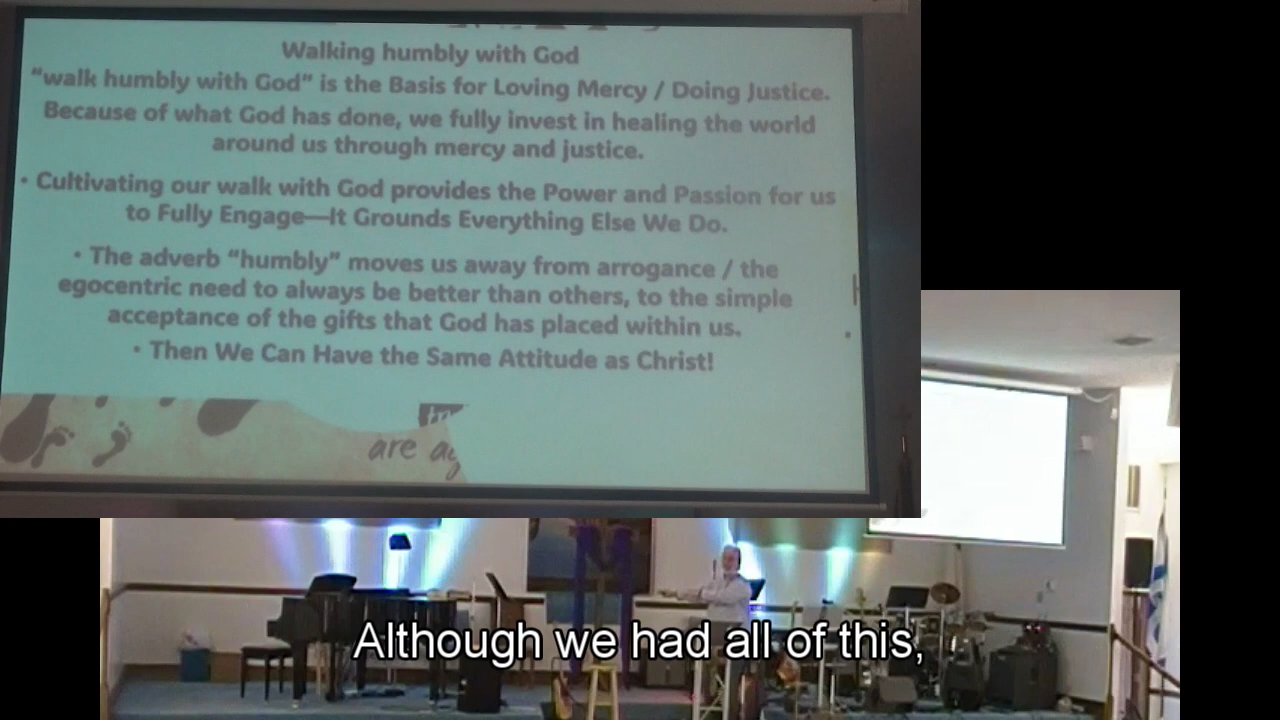 Walking humbly with God
“walk humbly with God” is the Basis for Loving Mercy / Doing Justice.
Because of what God has done, we fully invest in healing the world
around us through mercy and justice.
• Cultivating our walk with God provides the Power and Passion for us
to Fully Engage—It Grounds Everything Else We Do.
• The adverb “humbly” moves us away from arrogance / the
egocentric need to always be better than others, to the simple
acceptance of the gifts that God has placed within us.
• Then We Can Have the Same Attitude as Christ!
are
Although we had all of this,